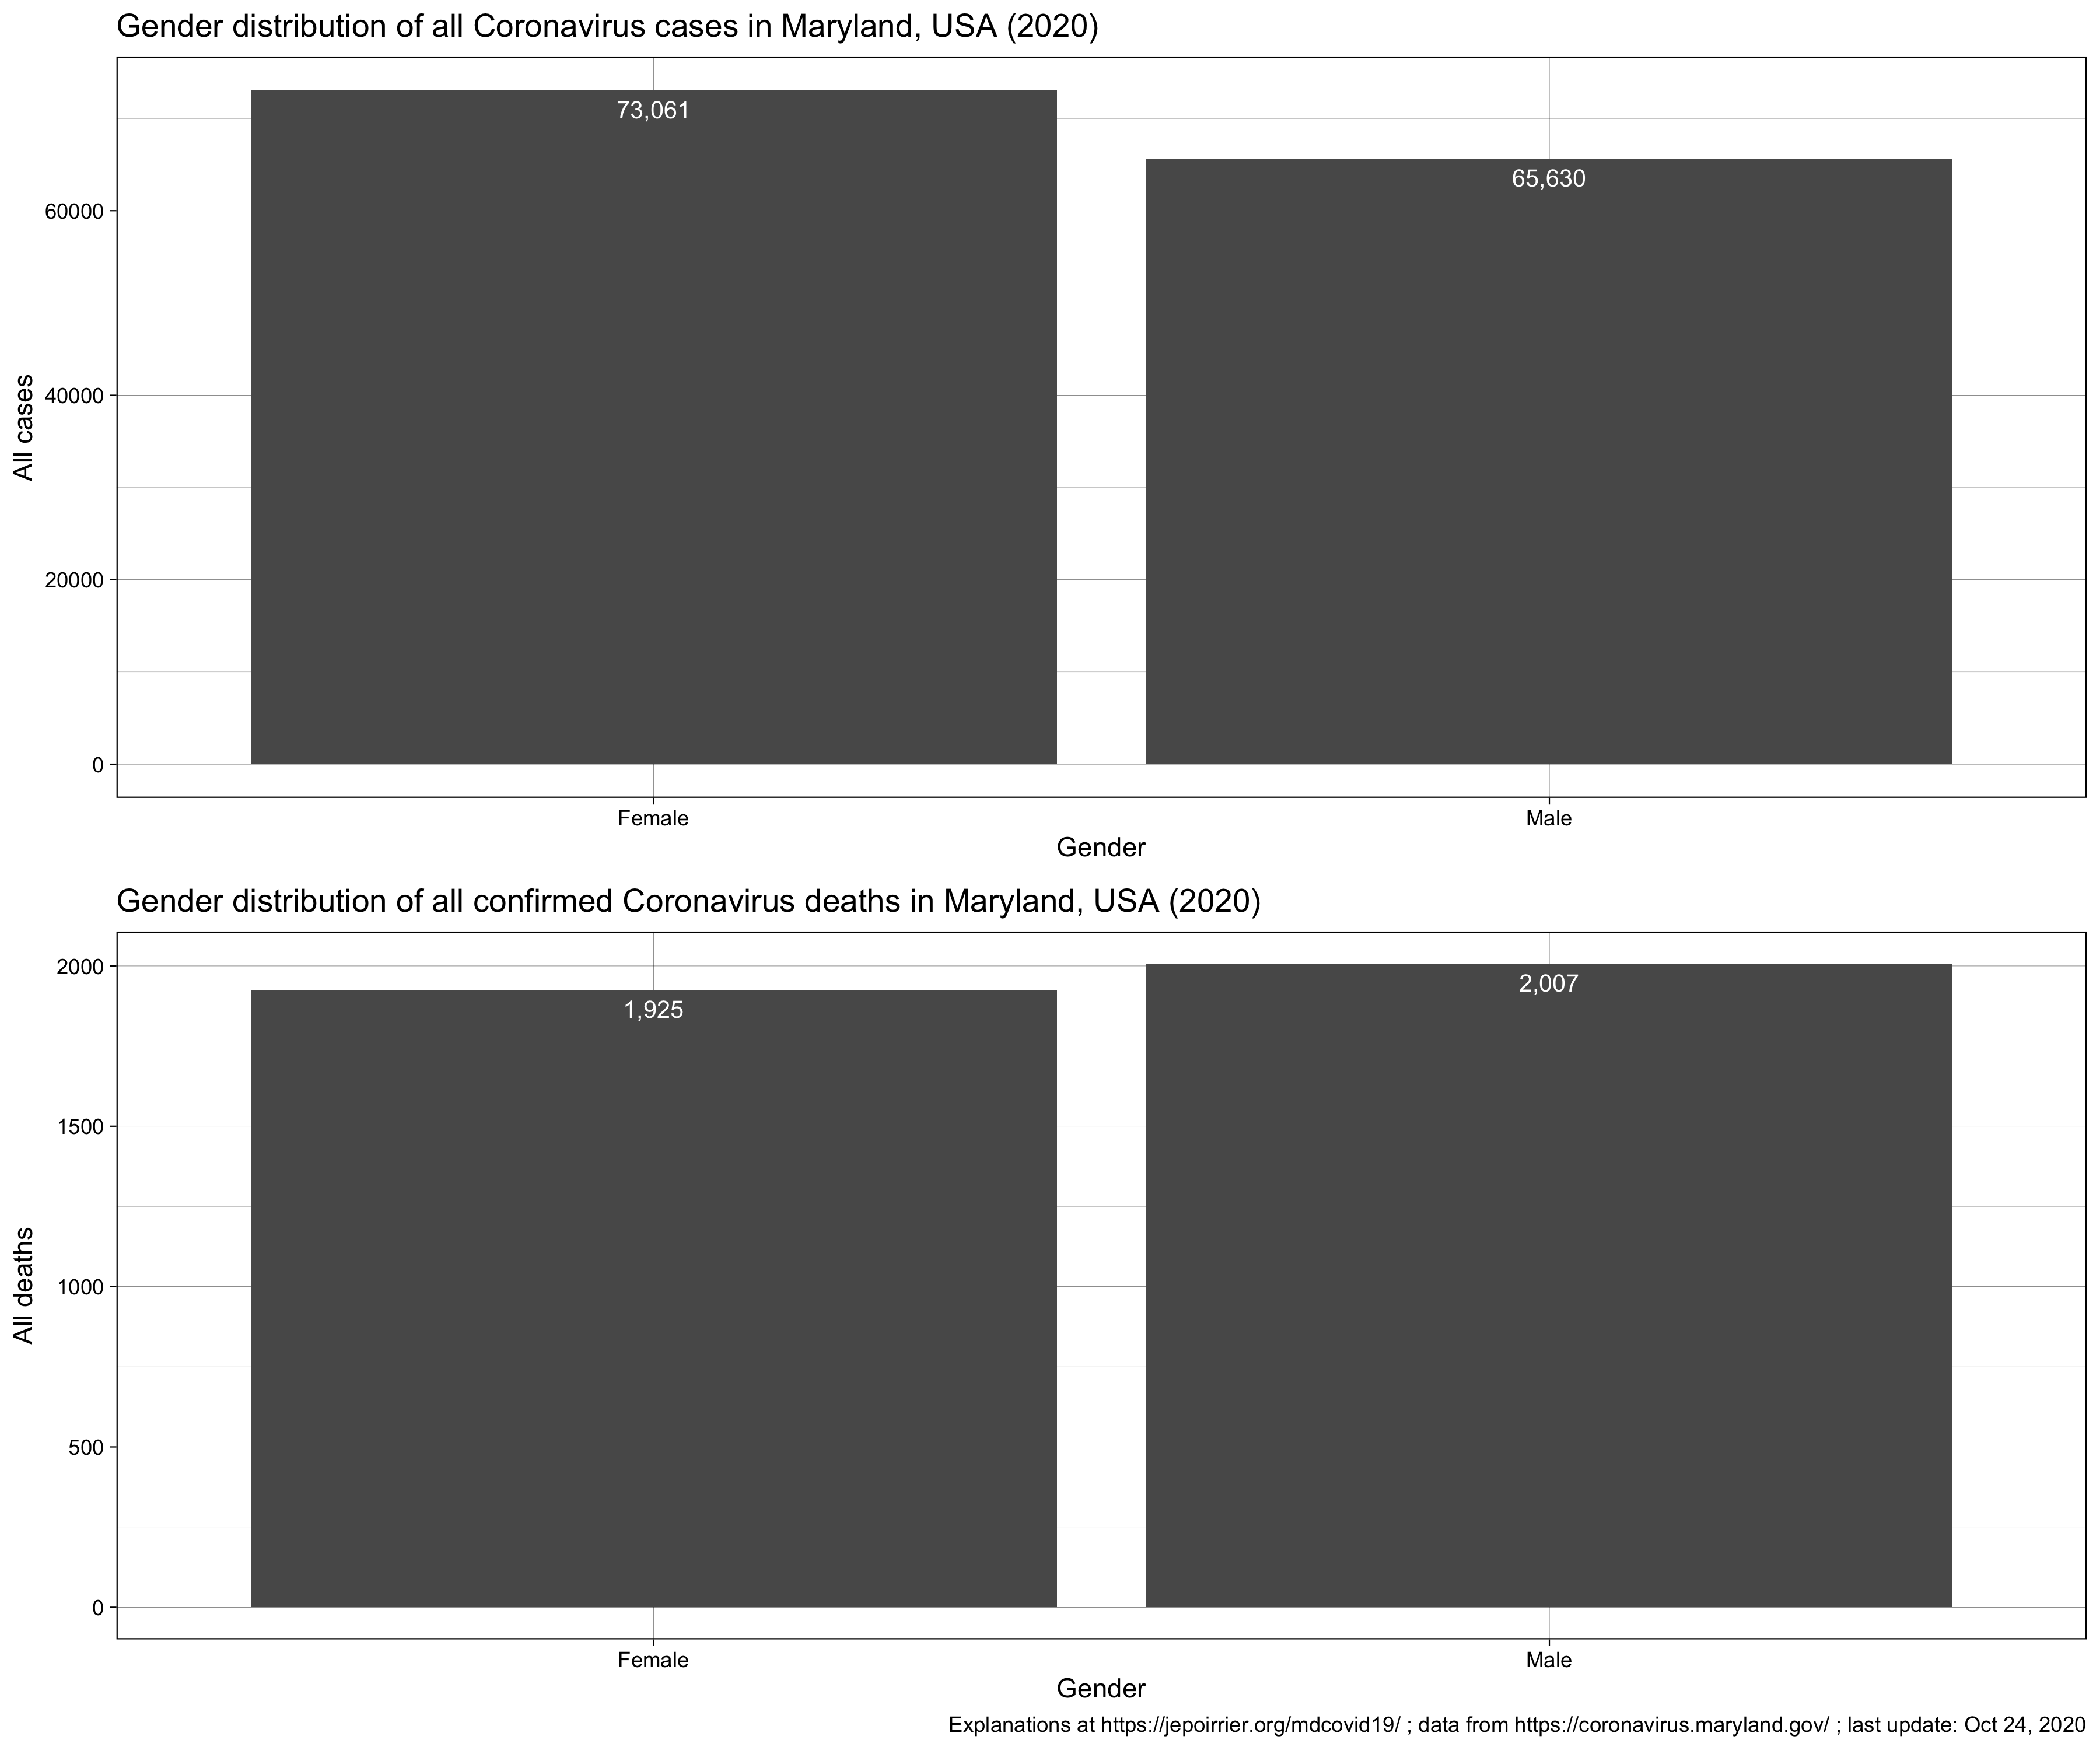 Gender distribution of all Coronavirus cases in Maryland, USA (2020)
73,061
65,630
60000
40000
20000
0
All cases
Female
Male
Gender
Gender distribution of all confirmed Coronavirus deaths in Maryland, USA (2020)
2000
1,925
2,007
1500
1000
500
0
All deaths
Female
Male
Gender
Explanations at https://jepoirrier.org/mdcovid19/ ; data from https://coronavirus.maryland.gov/ ; last update: Oct 24, 2020